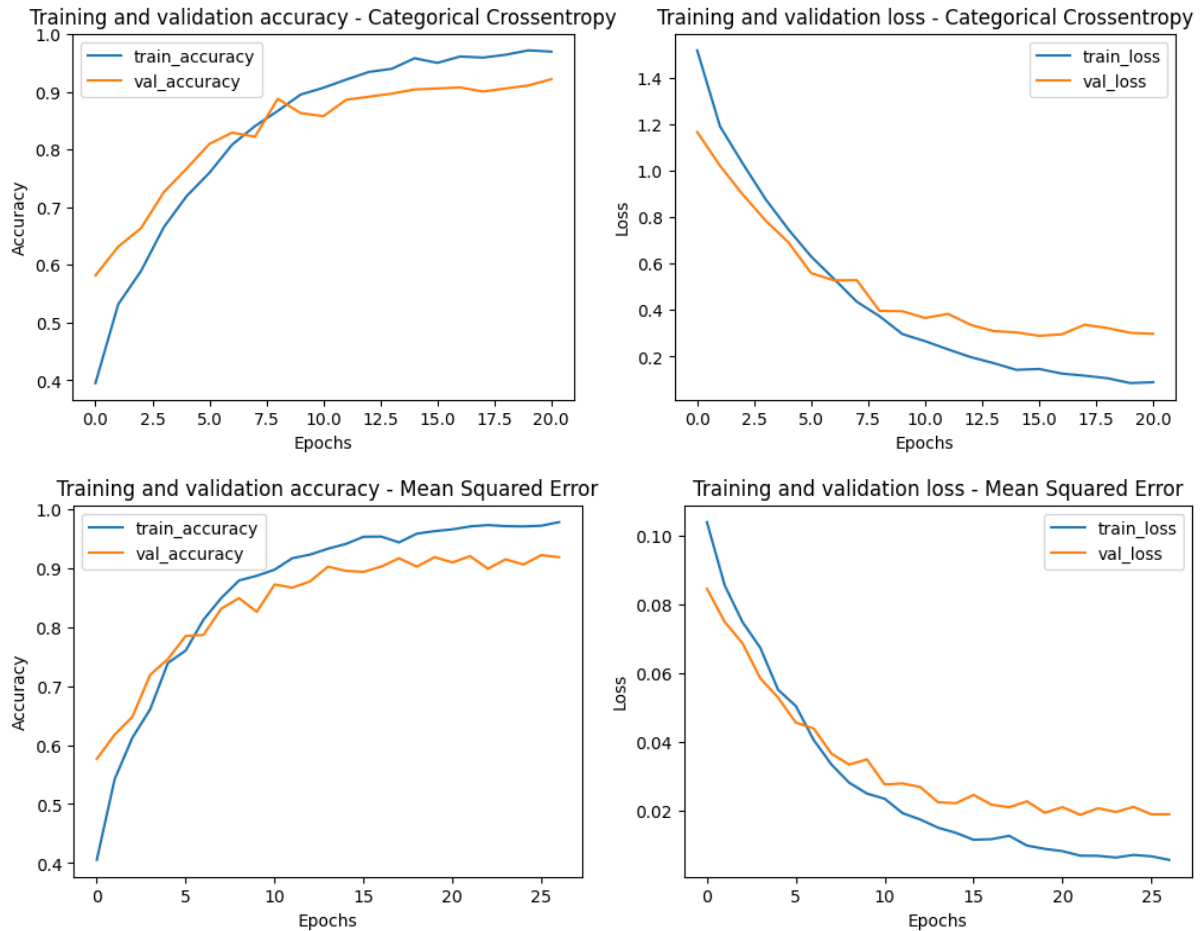 Training and validation accuracy - Categorical Crossentropy
1.0
0.9
0.8
0.7
0.6
0.5
0.4
Accuracy
train_accuracy
val_accuracy
0.0 2.5 5.0 7.5 10.0 12.5 15.0 17.5 20.0
Epochs
Training and validation loss - Categorical Crossentropy
1.4
1.2
1.0
0.8
0.6
0.4
0.2
Loss
train_loss
val_loss
0.0 2.5 5.0 7.5 10.0 12.5 15.0 17.5 20.0
Epochs
Training and validation accuracy - Mean Squared Error
1.0
0.9
0.8
0.7
0.6
0.5
0.4
Accuracy
train_accuracy
val_accuracy
0 5 10 15 20 25
Epochs
Training and validation loss - Mean Squared Error
0.10
0.08
0.06
0.04
0.02
Loss
train_loss
val_loss
0 5 10 15 20 25
Epochs